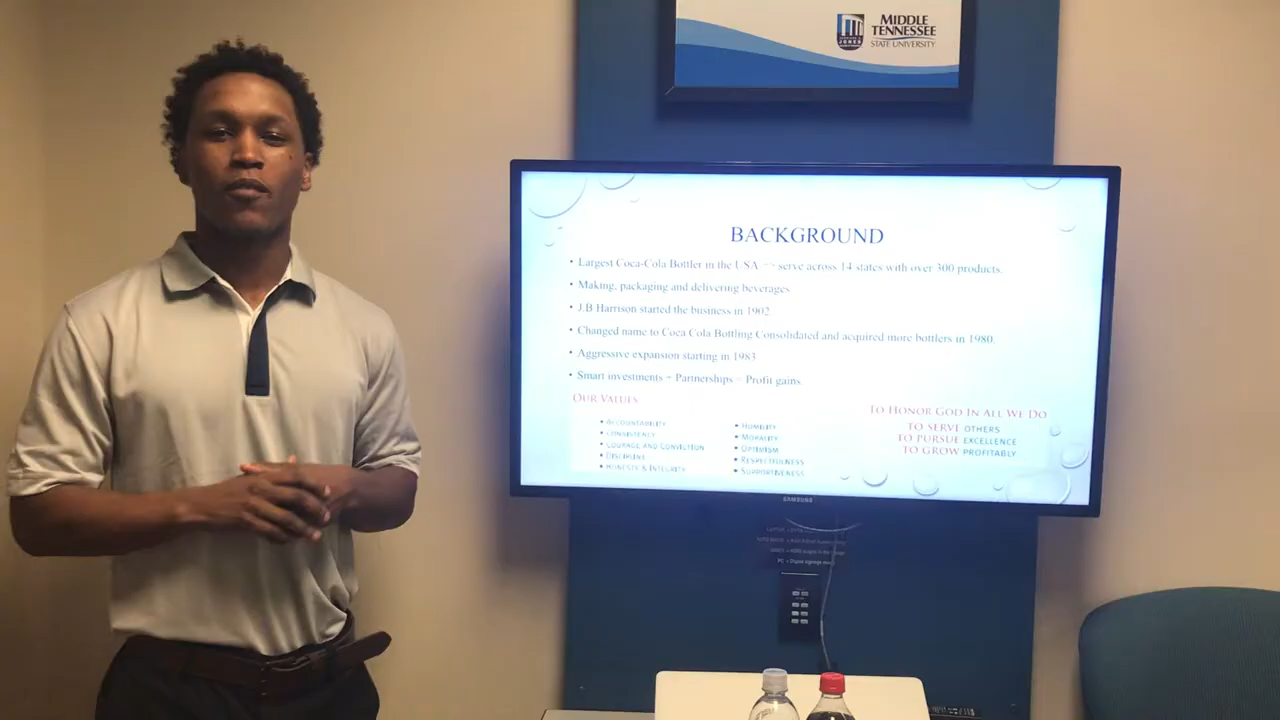 JONES
MIDDLE
TENNESSEE
STATE UNIVERSITY
BACKGROUND
• Largest Coca-Cola Bottler in the USA serve across 14 states with over 300 products.
• Making, packaging and delivering beverages
• J.B Harrison started the business in 1902
• Changed name to Coca Cola Bottling Consolidated and acquired more bottlers in 1980.
• Aggressive expansion starting in 1983
• Smart investments + Partnerships = Profit gains.
OUR VALUES
• ACCOUNTABILITY
• CONSISTENCY
• COURAGE AND CONVICTION
• DISCIPLINE
• HONESTY & INTEGRITY
• HUMILITY
• MORALITY
• OPTIMISM
• RESPECTFULNESS
• SUPPORTIVENESS
TO HONOR GOD IN ALL WE DO
TO SERVE OTHERS
TO PURSUE EXCELLENCE
TO GROW PROFITABLY
SAMSUNG
PC = Digital signage